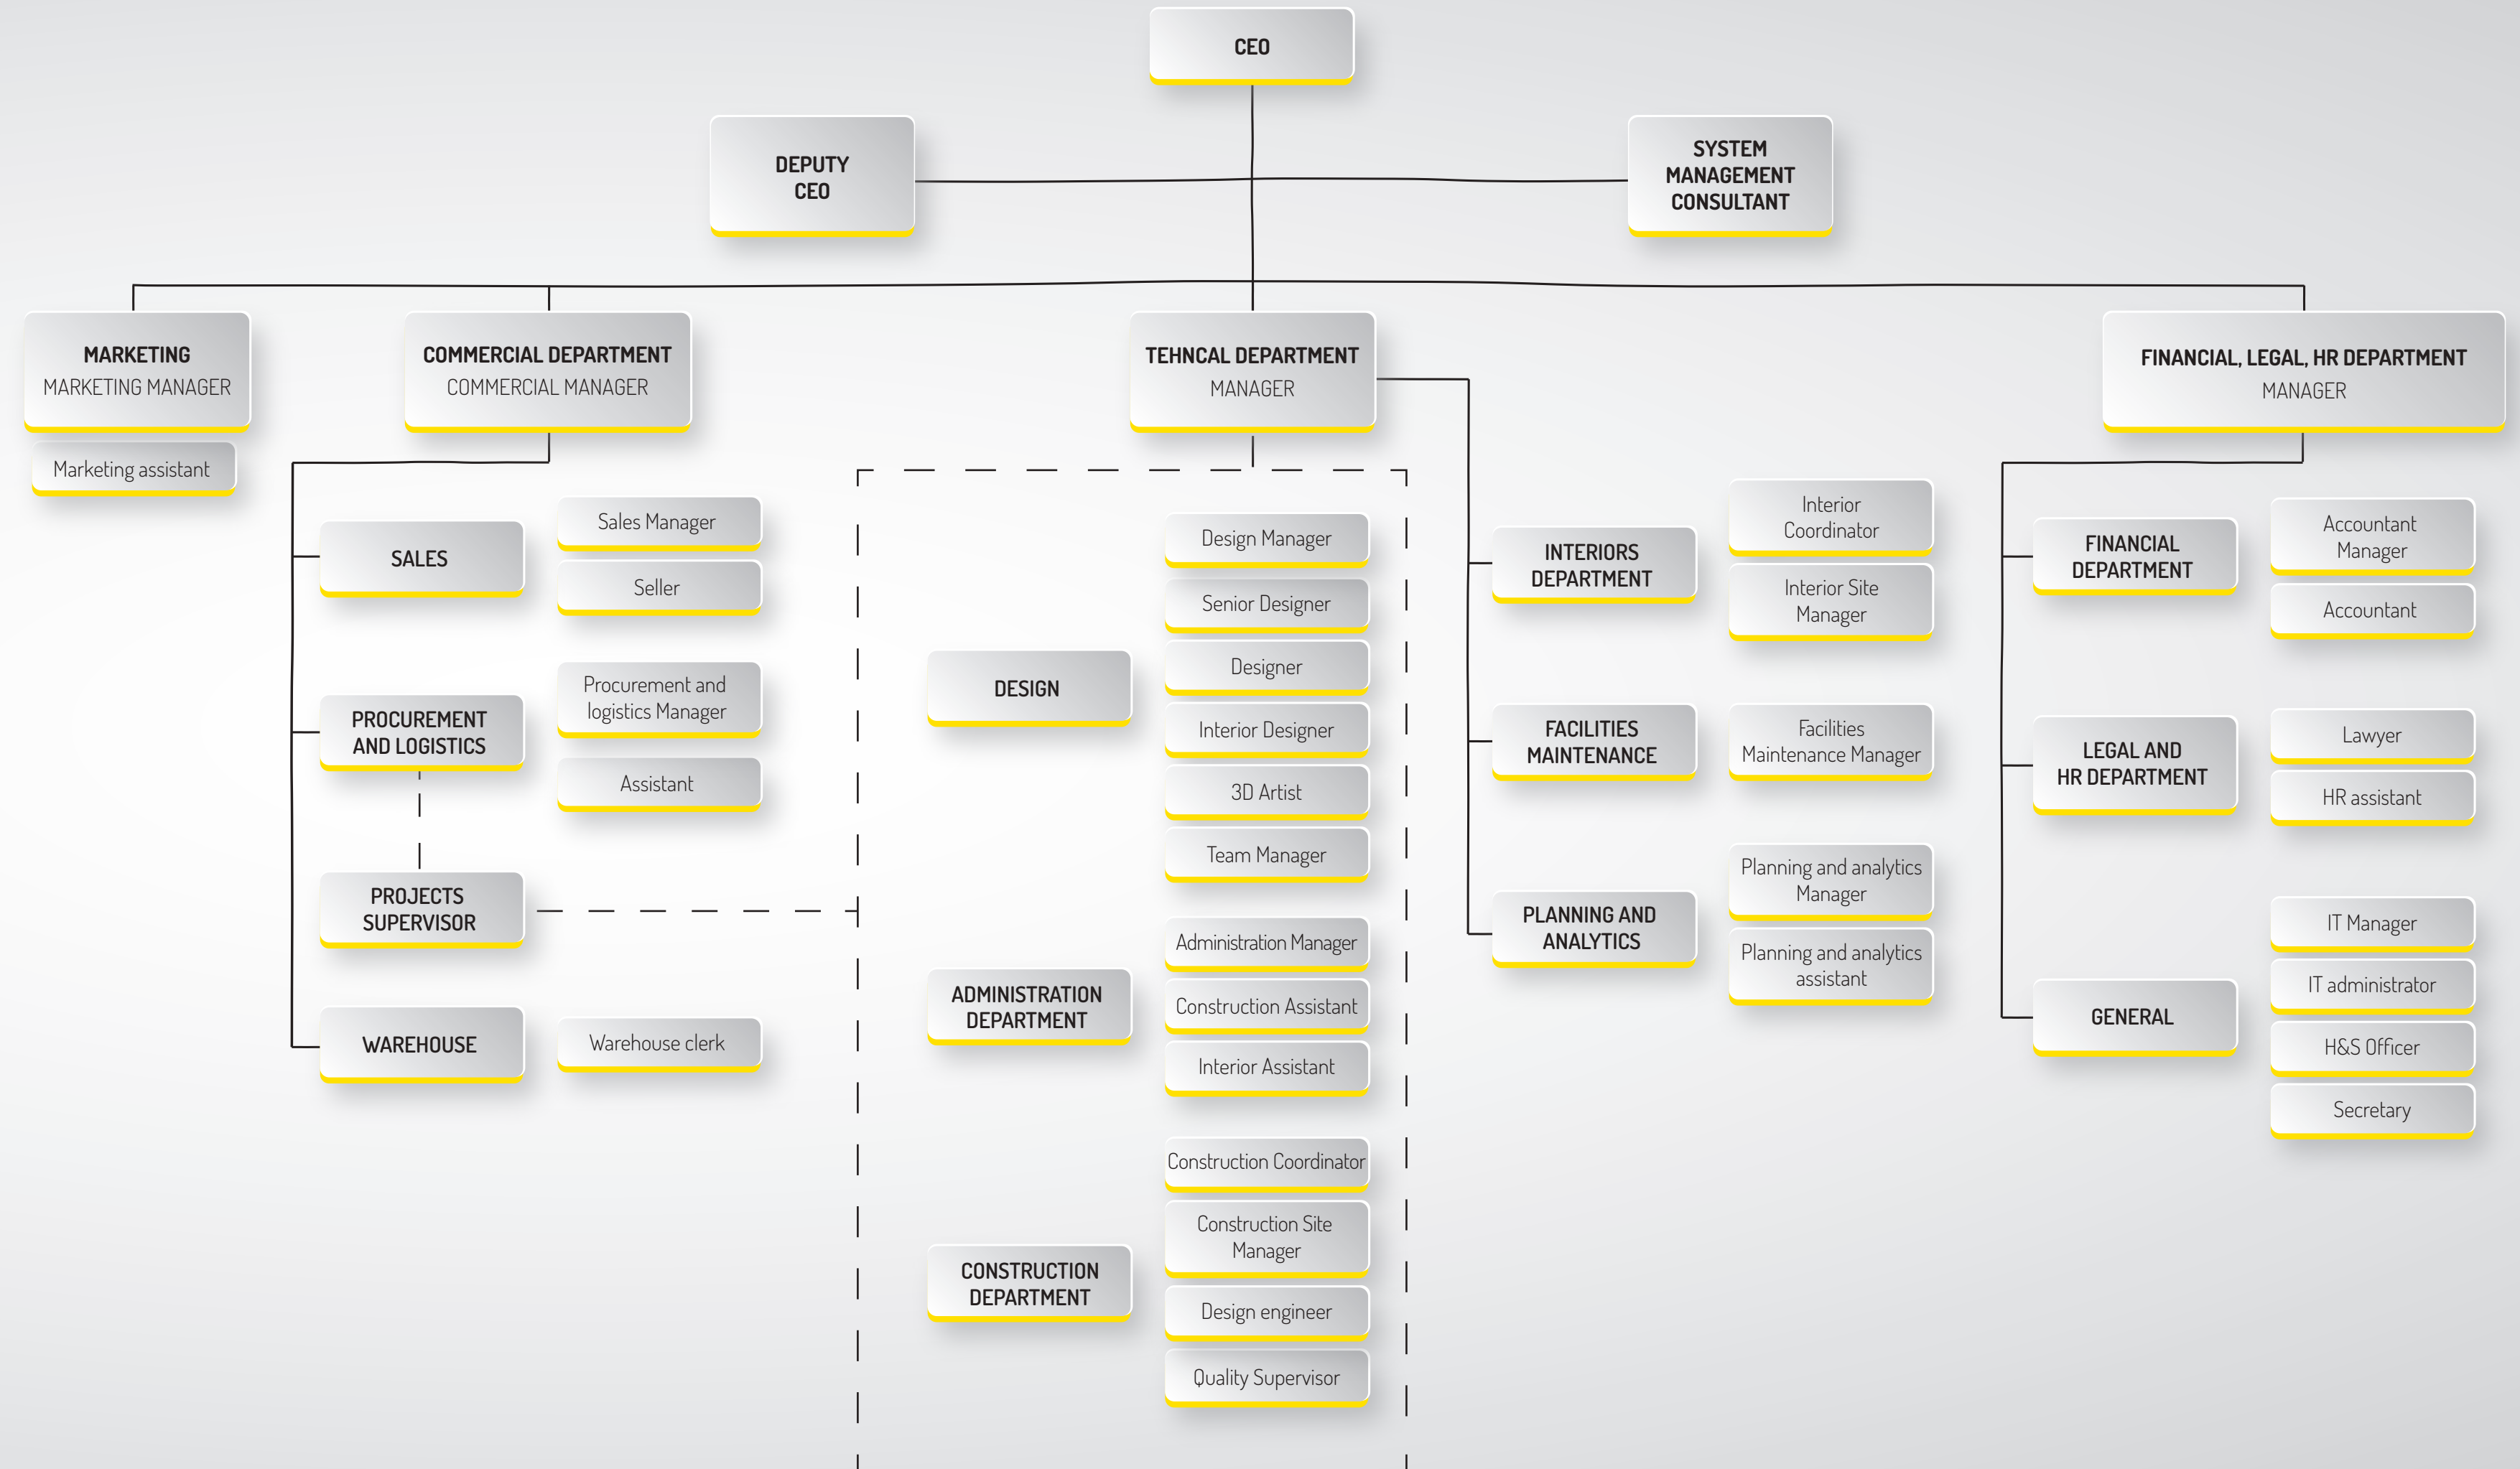 CEO
DEPUTY
CEO
SYSTEM
MANAGEMENT
CONSULTANT
MARKETING
MARKETING MANAGER
Marketing assistant
COMMERCIAL DEPARTMENT
COMMERCIAL MANAGER
SALES
Sales Manager
Seller
PROCUREMENT
AND LOGISTICS
Procurement and
logistics Manager
Assistant
PROJECTS
SUPERVISOR
WAREHOUSE
Warehouse clerk
TEHNCAL DEPARTMENT
MANAGER
DESIGN
Design Manager
Senior Designer
Designer
Interior Designer
3D Artist
Team Manager
ADMINISTRATION
DEPARTMENT
Administration Manager
Construction Assistant
Interior Assistant
CONSTRUCTION
DEPARTMENT
Construction Coordinator
Construction Site
Manager
Design engineer
Quality Supervisor
INTERIORS
DEPARTMENT
Interior
Coordinator
Interior Site
Manager
FACILITIES
MAINTENANCE
Facilities
Maintenance Manager
PLANNING AND
ANALYTICS
Planning and analytics
Manager
Planning and analytics
assistant
FINANCIAL, LEGAL, HR DEPARTMENT
MANAGER
FINANCIAL
DEPARTMENT
Accountant
Manager
Accountant
LEGAL AND
HR DEPARTMENT
Lawyer
HR assistant
GENERAL
IT Manager
IT administrator
H&S Officer
Secretary